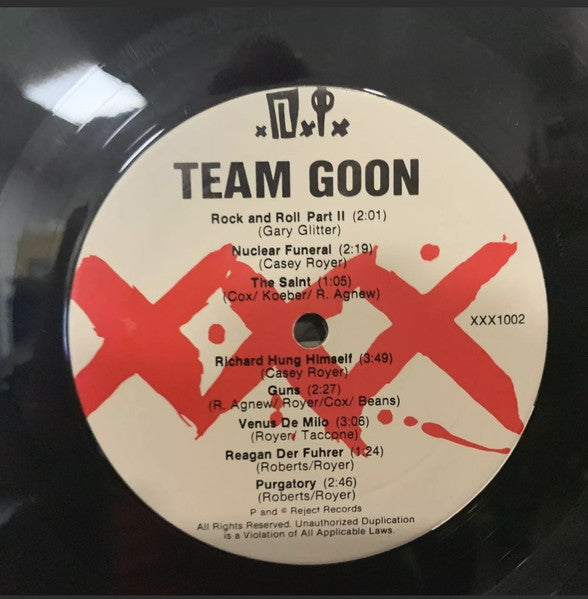 D.I.
TEAM GOON
Rock and Roll Part II (2:01)
(Gary Glitter)
Nuclear Funeral (2:19)
(Casey Royer)
The Saint (1:05)
(Cox/ Koeber/ R. Agnew)
XXX1002
XXX
Richard Hung Himself (3:49)
(Casey Royer)
Guns (2:27)
(R. Agnew/ Royer/Cox/ Beans)
Venus De Milo (3:06)
(Royer/ Taccone)
Reagan Der Fuhrer (1:24)
(Roberts/Royer)
Purgatory (2:46)
(Roberts/Royer)
P and © Reject Records
All Rights Reserved. Unauthorized Duplication
is a Violation of All Applicable Laws.